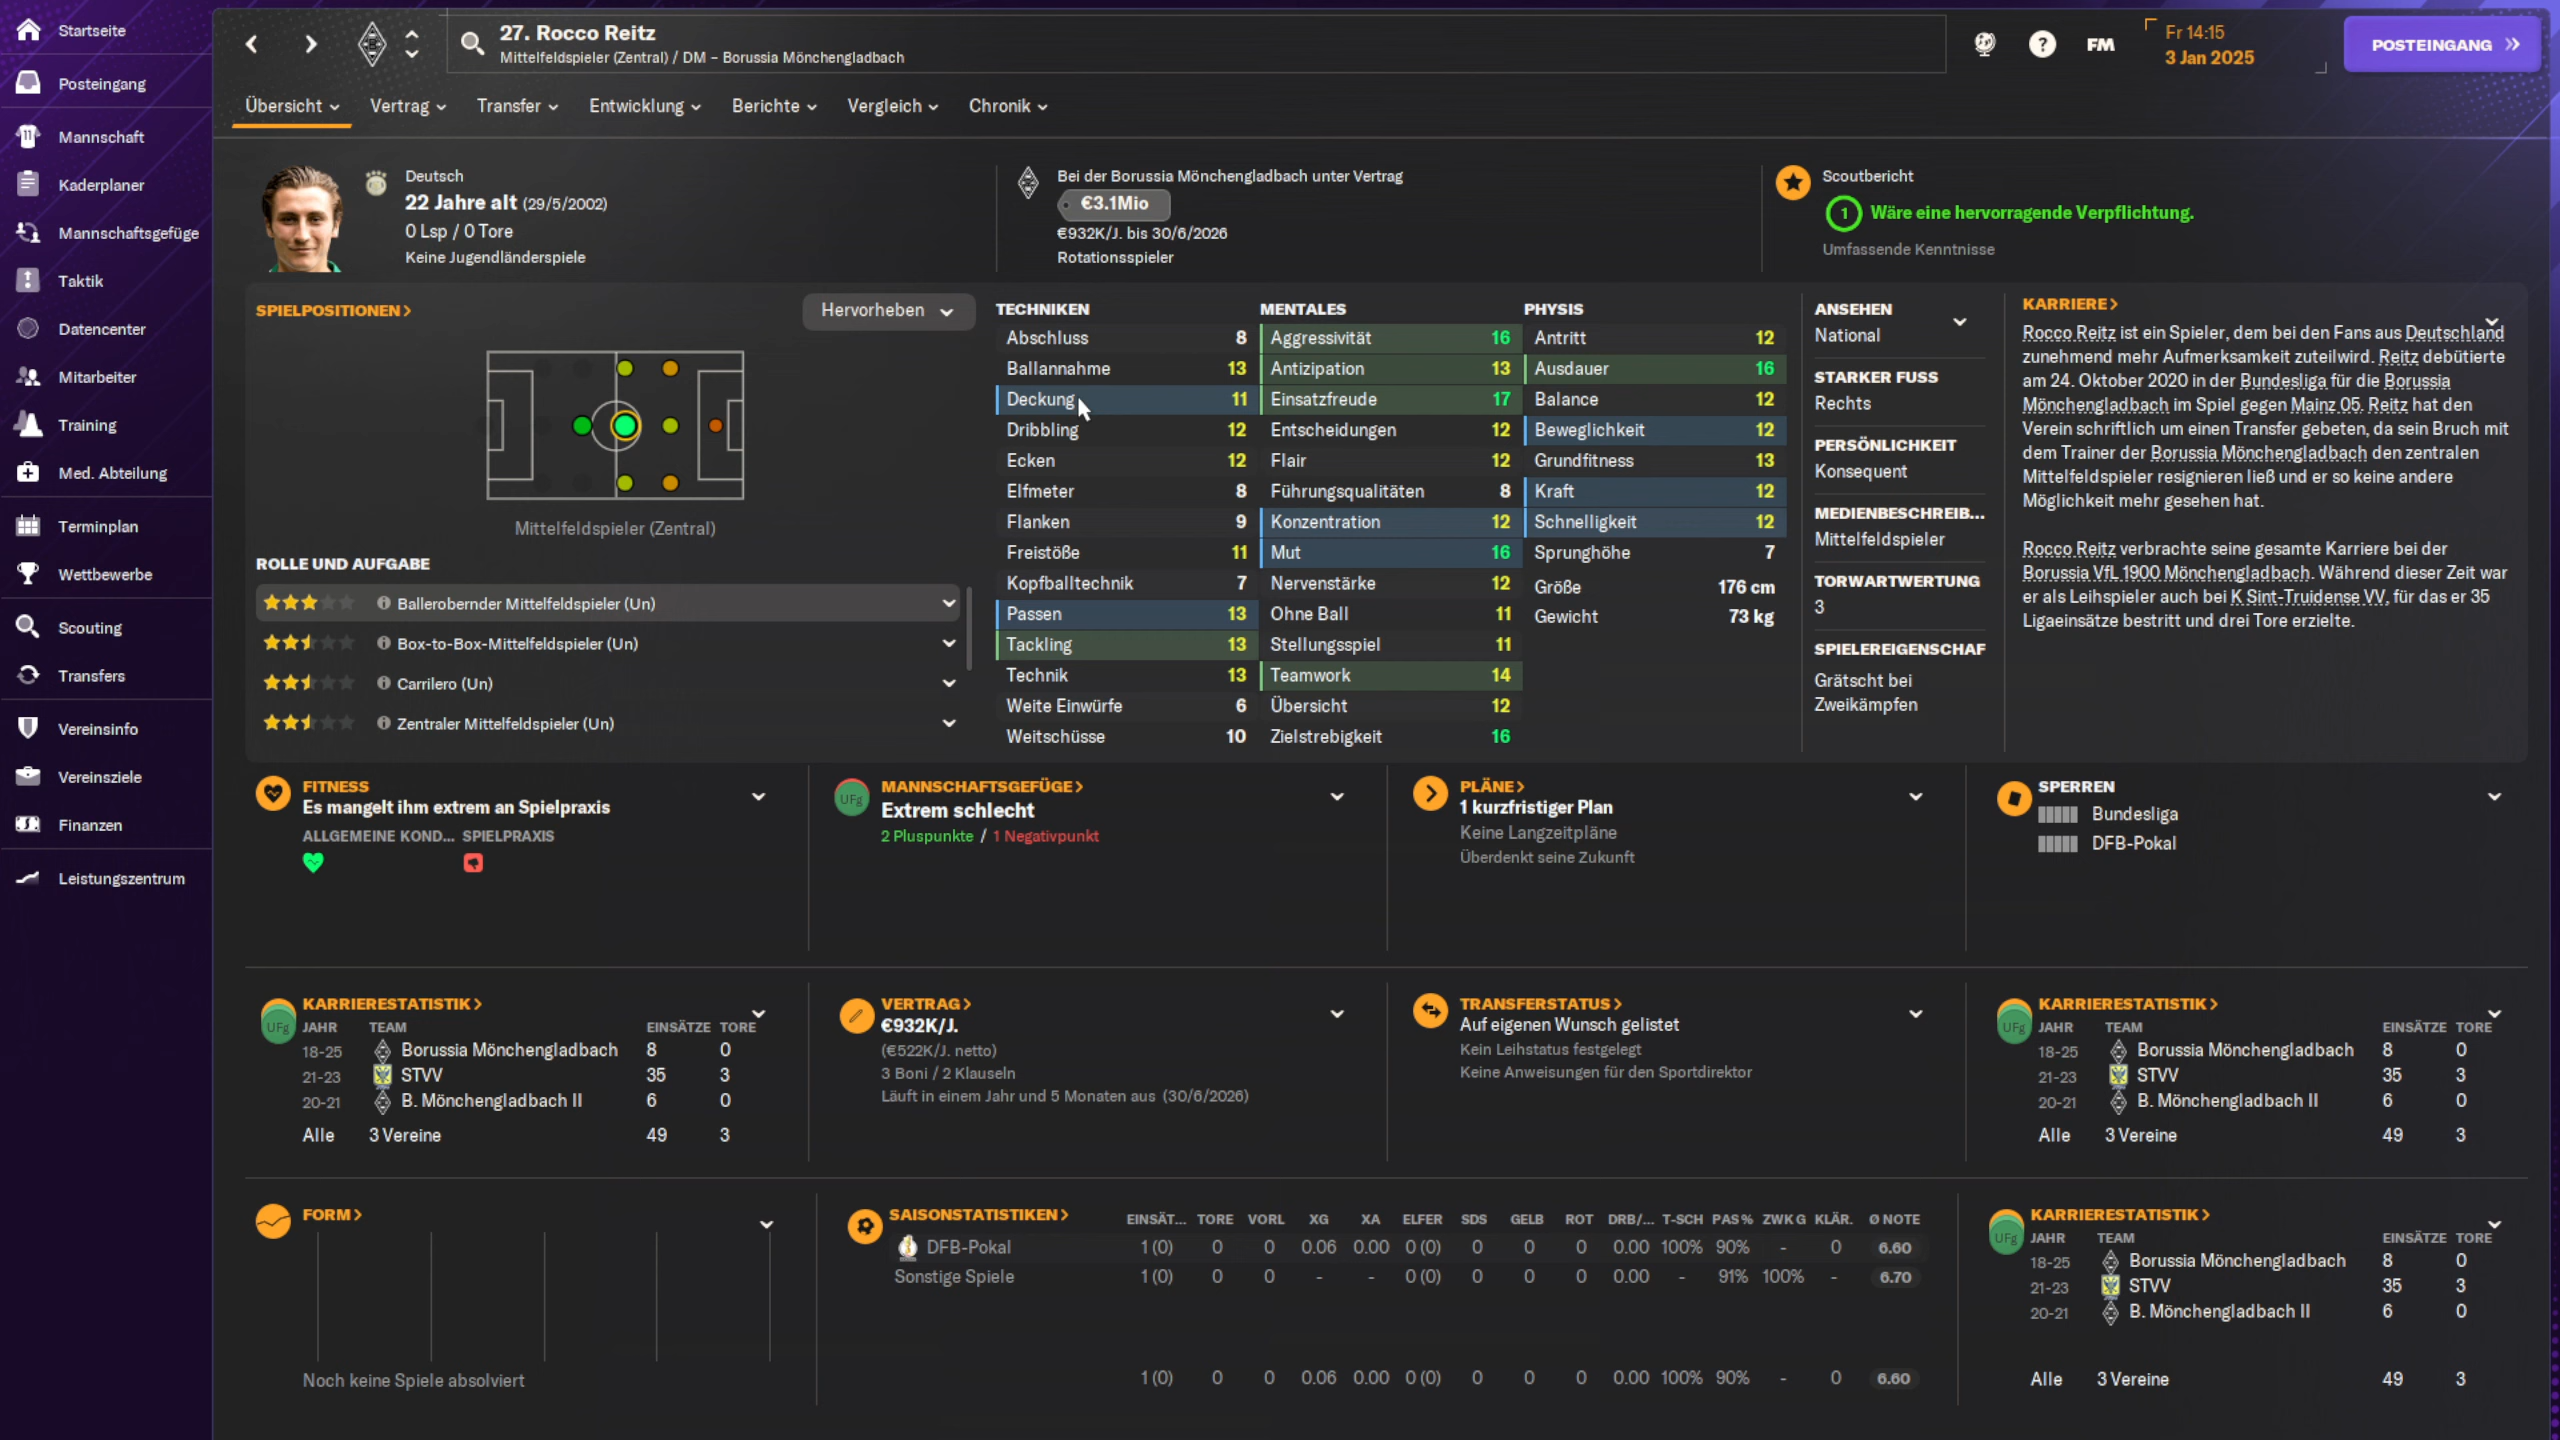 Startseite
Posteingang
Mannschaft
Kaderplaner
Mannschaftsgefüge
Taktik
Datencenter
Mitarbeiter
Training
Med. Abteilung
Terminplan
Wettbewerbe
Scouting
Transfers
Vereinsinfo
Vereinsziele
Finanzen
Leistungszentrum
27. Rocco Reitz
Mittelfeldspieler (Zentral) / DM – Borussia Mönchengladbach
?
FM
Fr 14:15
3 Jan 2025
POSTEINGANG
Übersicht Vertrag Transfer Entwicklung Berichte Vergleich Chronik
Deutsch
22 Jahre alt (29/5/2002)
0 Lsp / 0 Tore
Keine Jugendländerspiele
Bei der Borussia Mönchengladbach unter Vertrag
€3.1Mio
€932K/J. bis 30/6/2026
Rotationsspieler
Scoutbericht
1 Wäre eine hervorragende Verpflichtung.
Umfassende Kenntnisse
SPIELPOSITIONEN >
Hervorheben
Mittelfeldspieler (Zentral)
ROLLE UND AUFGABE
Ballerobernder Mittelfeldspieler (Un)
Box-to-Box-Mittelfeldspieler (Un)
Carrilero (Un)
Zentraler Mittelfeldspieler (Un)
TECHNIKEN
Abschluss 8
Ballannahme 13
Deckung 11
Dribbling 12
Ecken 12
Elfmeter 8
Flanken 9
Freistöße 11
Kopfballtechnik 7
Passen 13
Tackling 13
Technik 13
Weite Einwürfe 6
Weitschüsse 10
MENTALES
Aggressivität 16
Antizipation 13
Einsatzfreude 17
Entscheidungen 12
Flair 12
Führungsqualitäten 8
Konzentration 12
Mut 16
Nervenstärke 12
Ohne Ball 11
Stellungsspiel 11
Teamwork 14
Übersicht 12
Zielstrebigkeit 16
PHYSIS
Antritt 12
Ausdauer 16
Balance 12
Beweglichkeit 12
Grundfitness 13
Kraft 12
Schnelligkeit 12
Sprunghöhe 7
Größe 176 cm
Gewicht 73 kg
ANSEHEN
National
STARKER FUSS
Rechts
PERSÖNLICHKEIT
Konsequent
MEDIENBESCHREIB...
Mittelfeldspieler
TORWARTWERTUNG
3
SPIELEREIGENSCHAF
Grätscht bei
Zweikämpfen
KARRIERE >
Rocco Reitz ist ein Spieler, dem bei den Fans aus Deutschland
zunehmend mehr Aufmerksamkeit zuteilwird. Reitz debütierte
am 24. Oktober 2020 in der Bundesliga für die Borussia
Mönchengladbach im Spiel gegen Mainz 05. Reitz hat den
Verein schriftlich um einen Transfer gebeten, da sein Bruch mit
dem Trainer der Borussia Mönchengladbach den zentralen
Mittelfeldspieler resignieren ließ und er so keine andere
Möglichkeit mehr gesehen hat.
Rocco Reitz verbrachte seine gesamte Karriere bei der
Borussia VfL 1900 Mönchengladbach. Während dieser Zeit war
er als Leihspieler auch bei K Sint-Truidense VV, für das er 35
Ligaeinsätze bestritt und drei Tore erzielte.
FITNESS
Es mangelt ihm extrem an Spielpraxis
ALLGEMEINE KOND... SPIELPRAXIS
UFg
MANNSCHAFTSGEFÜGE >
Extrem schlecht
2 Pluspunkte / 1 Negativpunkt
PLÄNE >
1 kurzfristiger Plan
Keine Langzeitpläne
Überdenkt seine Zukunft
SPERREN
Bundesliga
DFB-Pokal
UFg
KARRIERESTATISTIK >
JAHR TEAM EINSÄTZE TORE
18-25 Borussia Mönchengladbach 8 0
21-23 STVV 35 3
20-21 B. Mönchengladbach II 6 0
Alle 3 Vereine 49 3
VERTRAG >
€932K/J.
(€522K/J. netto)
3 Boni / 2 Klauseln
Läuft in einem Jahr und 5 Monaten aus (30/6/2026)
TRANSFERSTATUS >
Auf eigenen Wunsch gelistet
Kein Leihstatus festgelegt
Keine Anweisungen für den Sportdirektor
UFg
KARRIERESTATISTIK >
JAHR TEAM EINSÄTZE TORE
18-25 Borussia Mönchengladbach 8 0
21-23 STVV 35 3
20-21 B. Mönchengladbach II 6 0
Alle 3 Vereine 49 3
FORM >
Noch keine Spiele absolviert
SAISONSTATISTIKEN > EINSÄT... TORE VORL XG XA ELFER SDS GELB ROT DRB/... T-SCH PAS% ZWK G KLÄR. Ø NOTE
DFB-Pokal 1 (0) 0 0 0.06 0.00 0 (0) 0 0 0 0.00 100% 90% - 0 6.60
Sonstige Spiele 1 (0) 0 0 - - 0 (0) 0 0 0 0.00 - 91% 100% - 6.70
1 (0) 0 0 0.06 0.00 0 (0) 0 0 0 0.00 100% 90% - 0 6.60
UFg
KARRIERESTATISTIK >
JAHR TEAM EINSÄTZE TORE
18-25 Borussia Mönchengladbach 8 0
21-23 STVV 35 3
20-21 B. Mönchengladbach II 6 0
Alle 3 Vereine 49 3